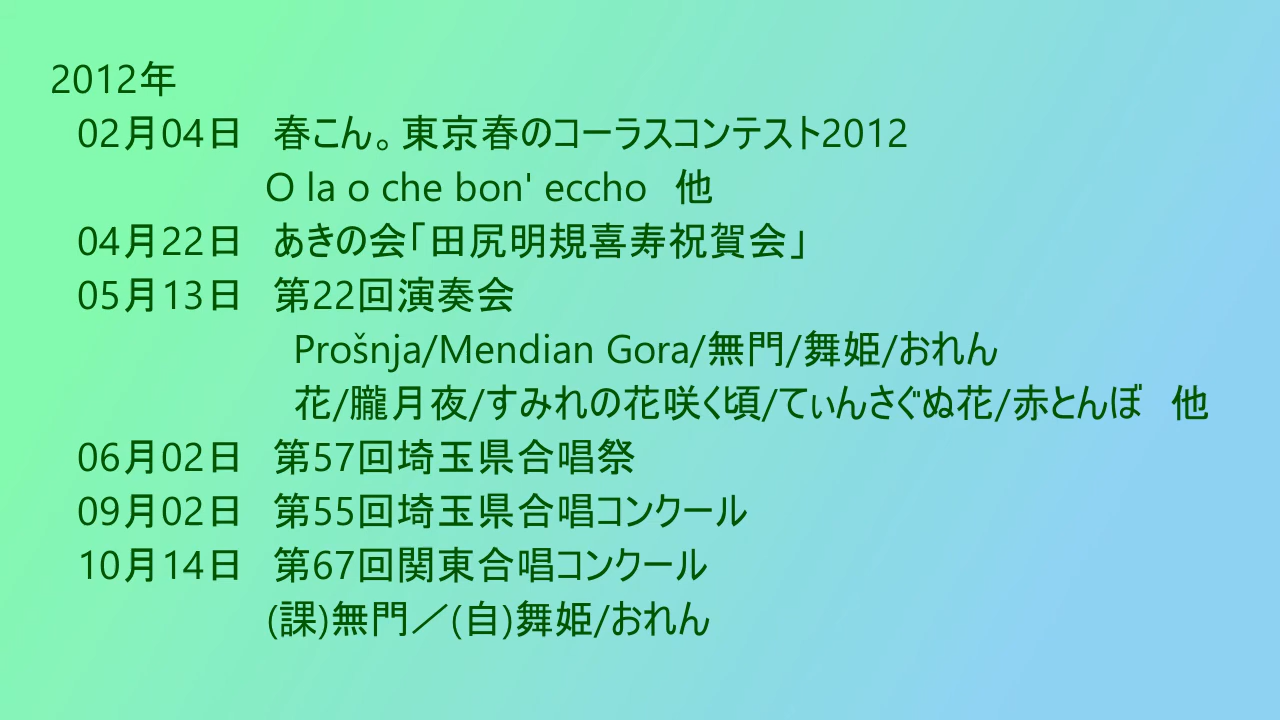 2012年
02月04日　春こん。東京春のコーラスコンテスト2012
O la o che bon' eccho　他
04月22日　あきの会「田尻明規喜寿祝賀会」
05月13日　第22回演奏会
Prošnja/Mendian Gora/無門/舞姫/おれん
花/朧月夜/すみれの花咲く頃/てぃんさぐぬ花/赤とんぼ　他
06月02日　第57回埼玉県合唱祭
09月02日　第55回埼玉県合唱コンクール
10月14日　第67回関東合唱コンクール
(課)無門／(自)舞姫/おれん